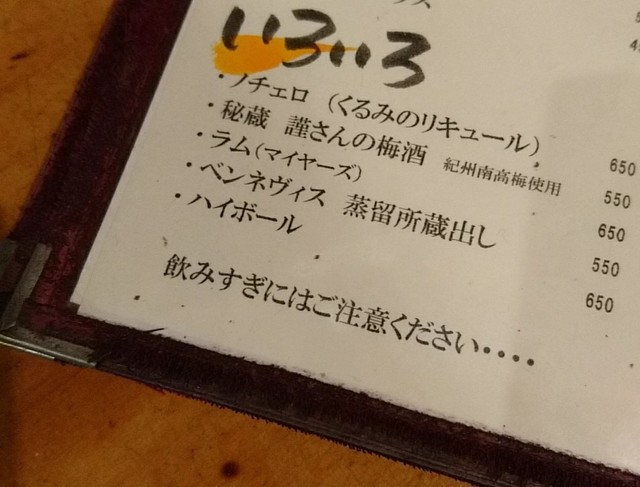 いろいろ
・ノチェロ（くるみのリキュール） 650
・秘蔵 謹さんの梅酒 紀州南高梅使用 550
・ラム（マイヤーズ） 650
・ベンネヴィス 蒸留所蔵出し 550
・ハイボール 650
飲みすぎにはご注意ください・・・・